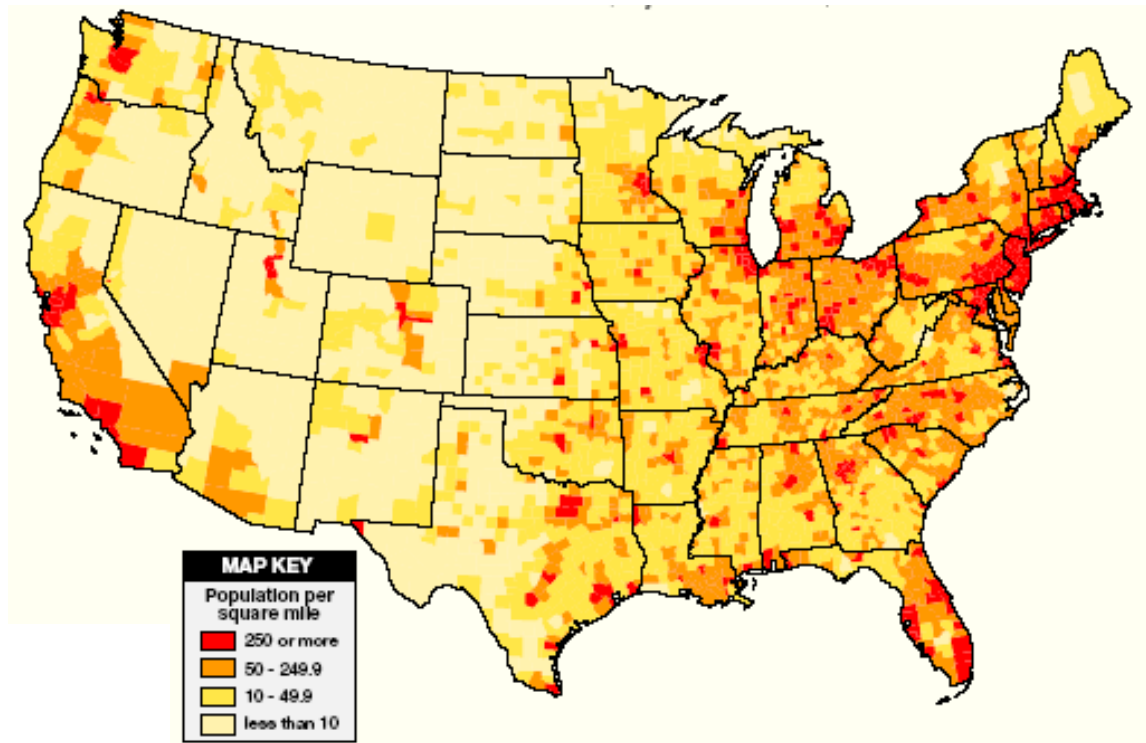 MAP KEY
Population per
square mile
250 or more
50 - 249.9
10 - 49.9
less than 10